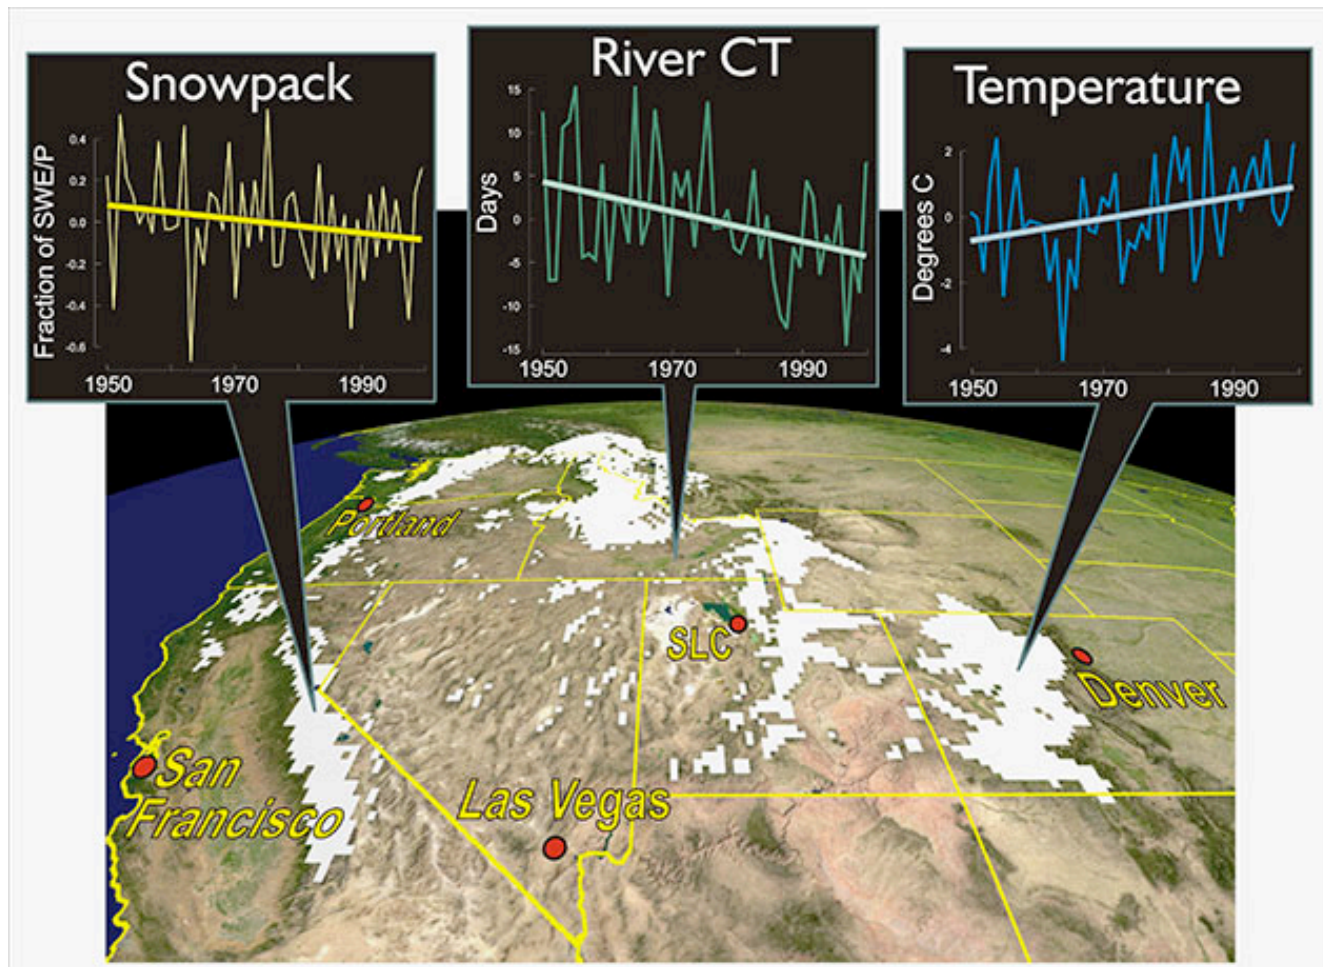 Snowpack
Fraction of SWE/P
0.4
0.2
0.0
-0.2
-0.4
-0.6
1950 1970 1990
River CT
Days
15
10
5
0
-5
-10
-15
1950 1970 1990
Temperature
Degrees C
2
0
-2
-4
1950 1970 1990
Portland
SLC
Denver
San
Francisco
Las Vegas